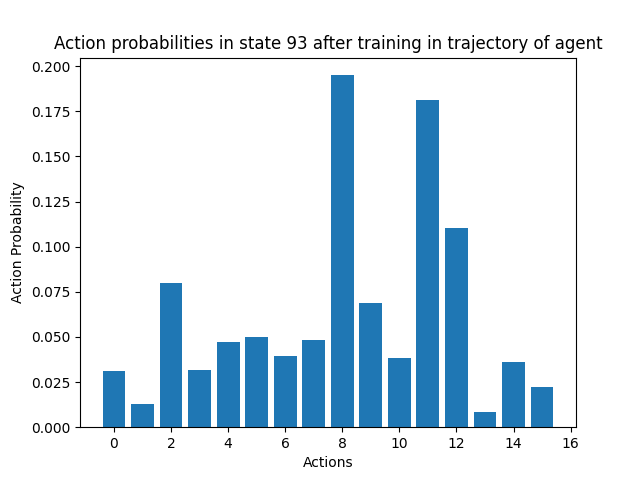 Action probabilities in state 93 after training in trajectory of agent
0.200
0.175
0.150
0.125
0.100
0.075
0.050
0.025
0.000
Action Probability
0 2 4 6 8 10 12 14 16
Actions